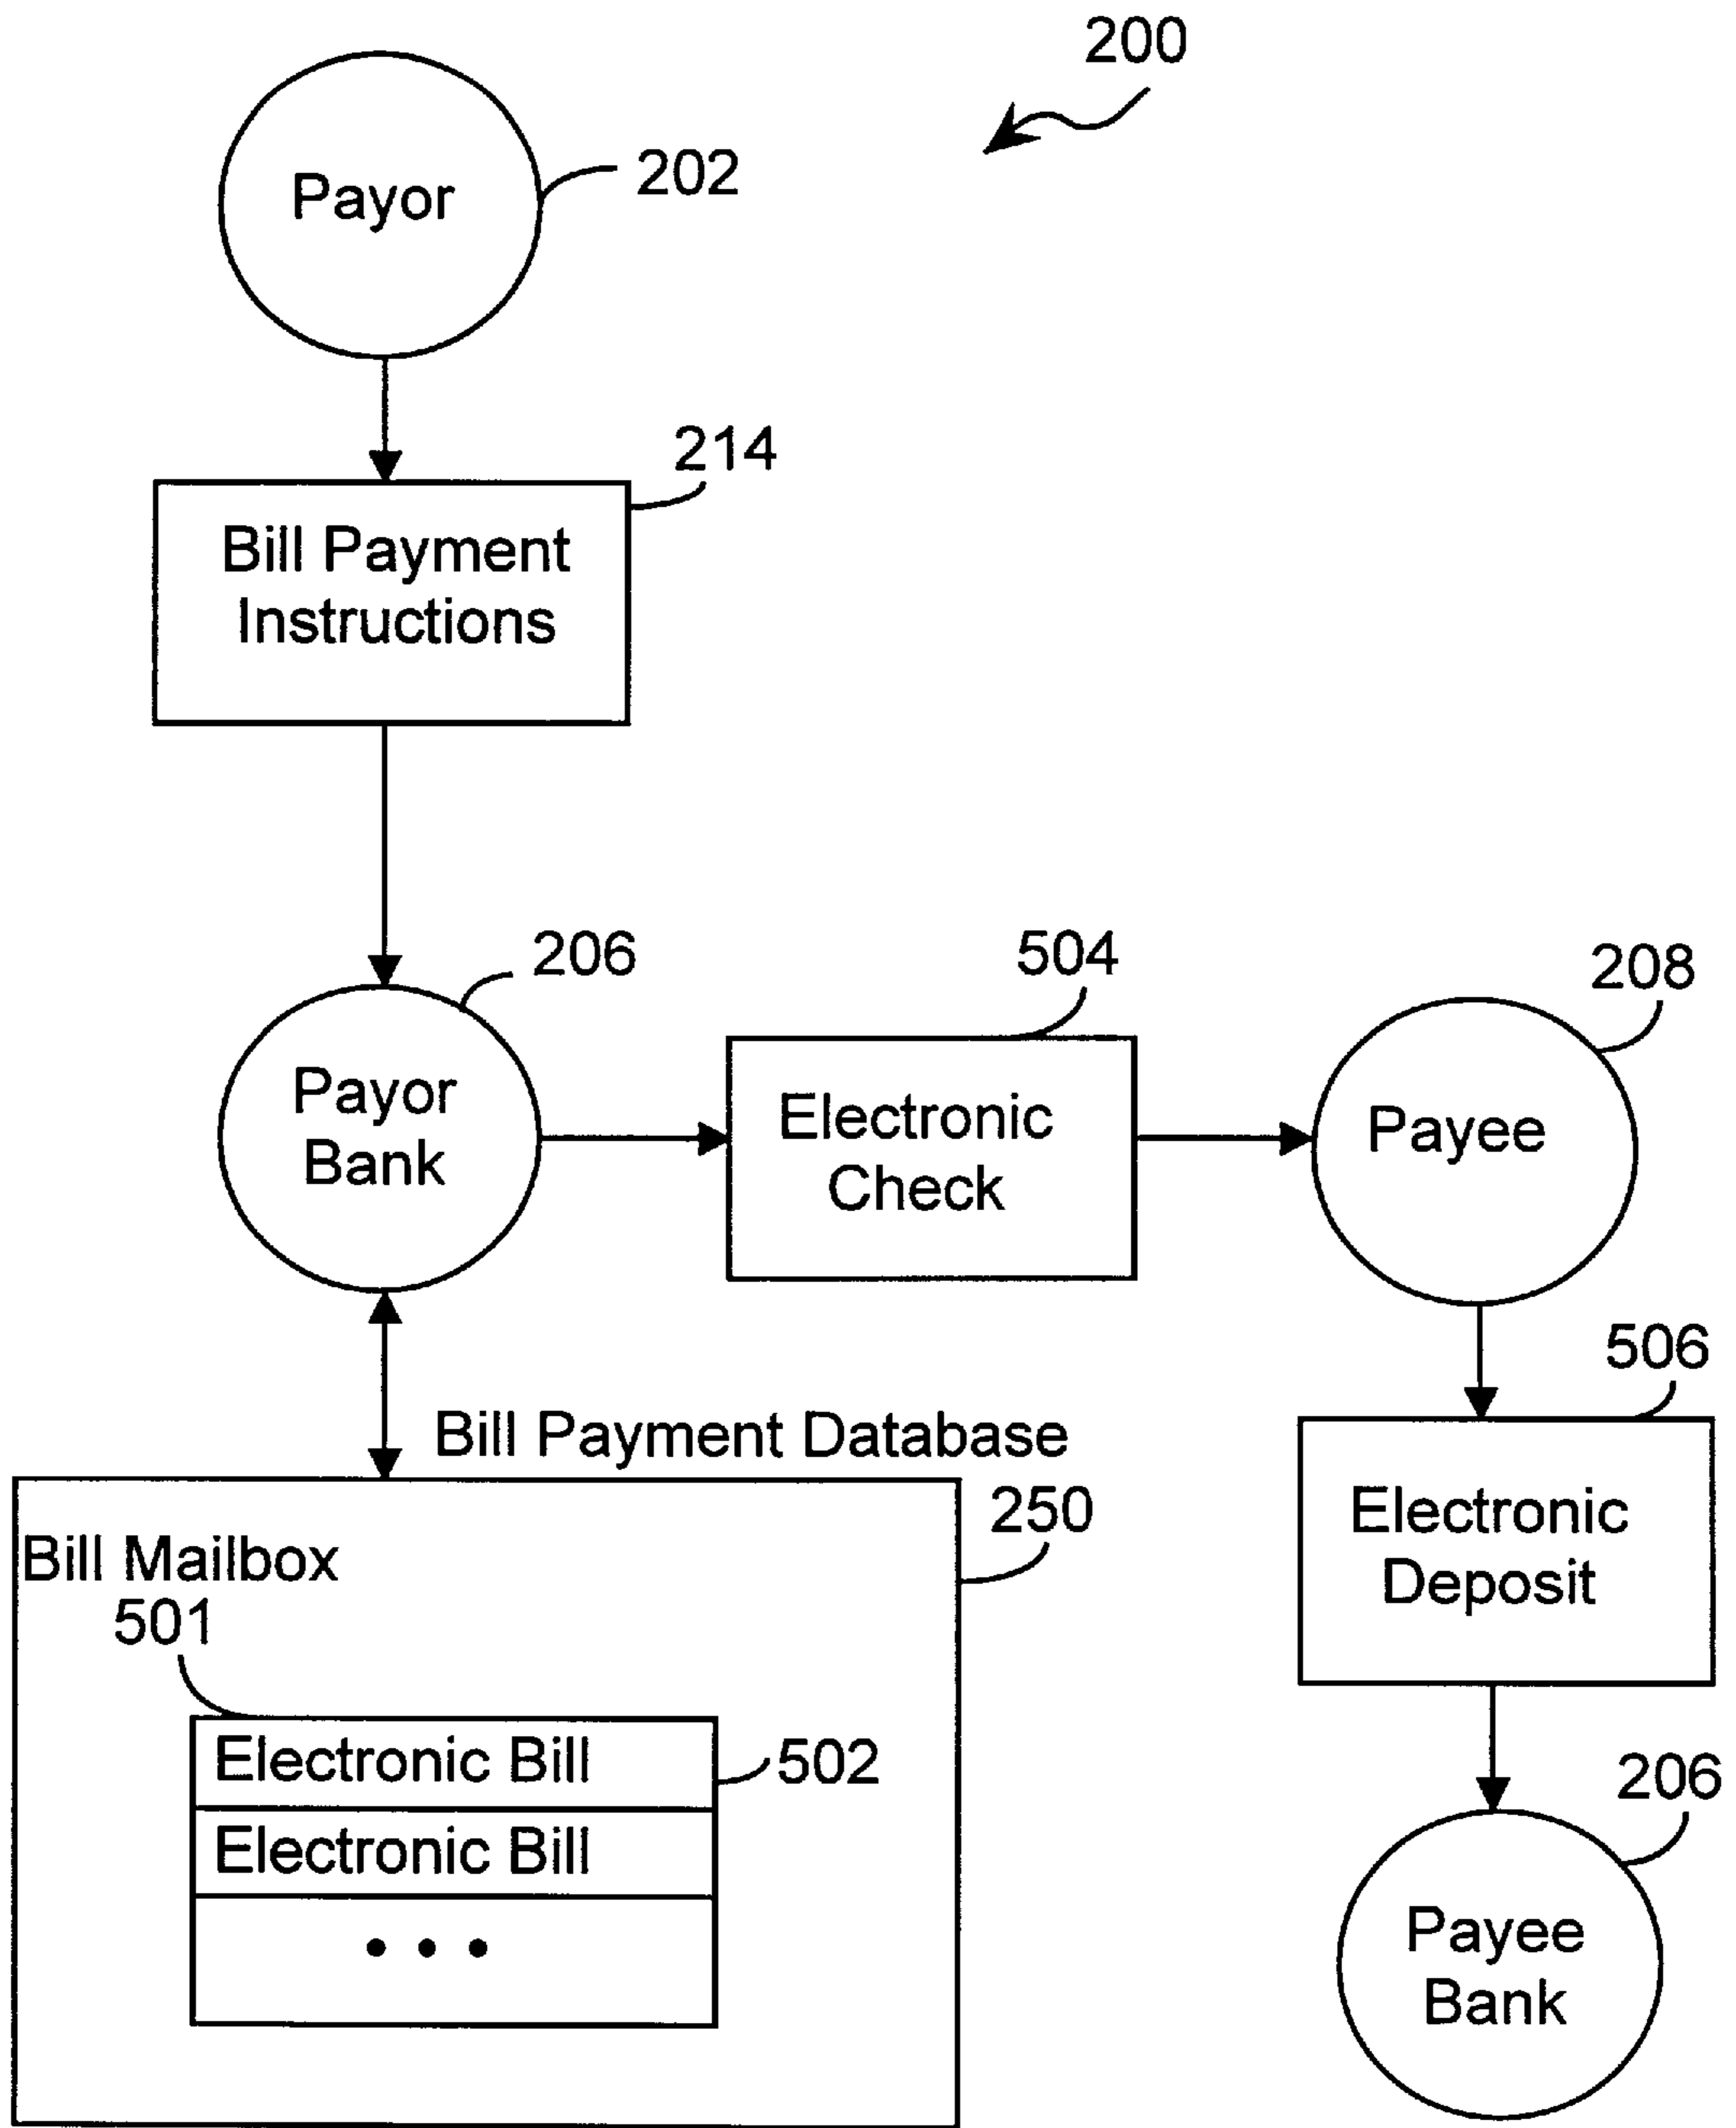 200
Payor
202
214
Bill Payment
Instructions
206
504
208
Payor
Bank
Electronic
Check
Payee
506
Bill Payment Database
250
Electronic
Deposit
Bill Mailbox
501
Electronic Bill
502
Electronic Bill
• • •
206
Payee
Bank